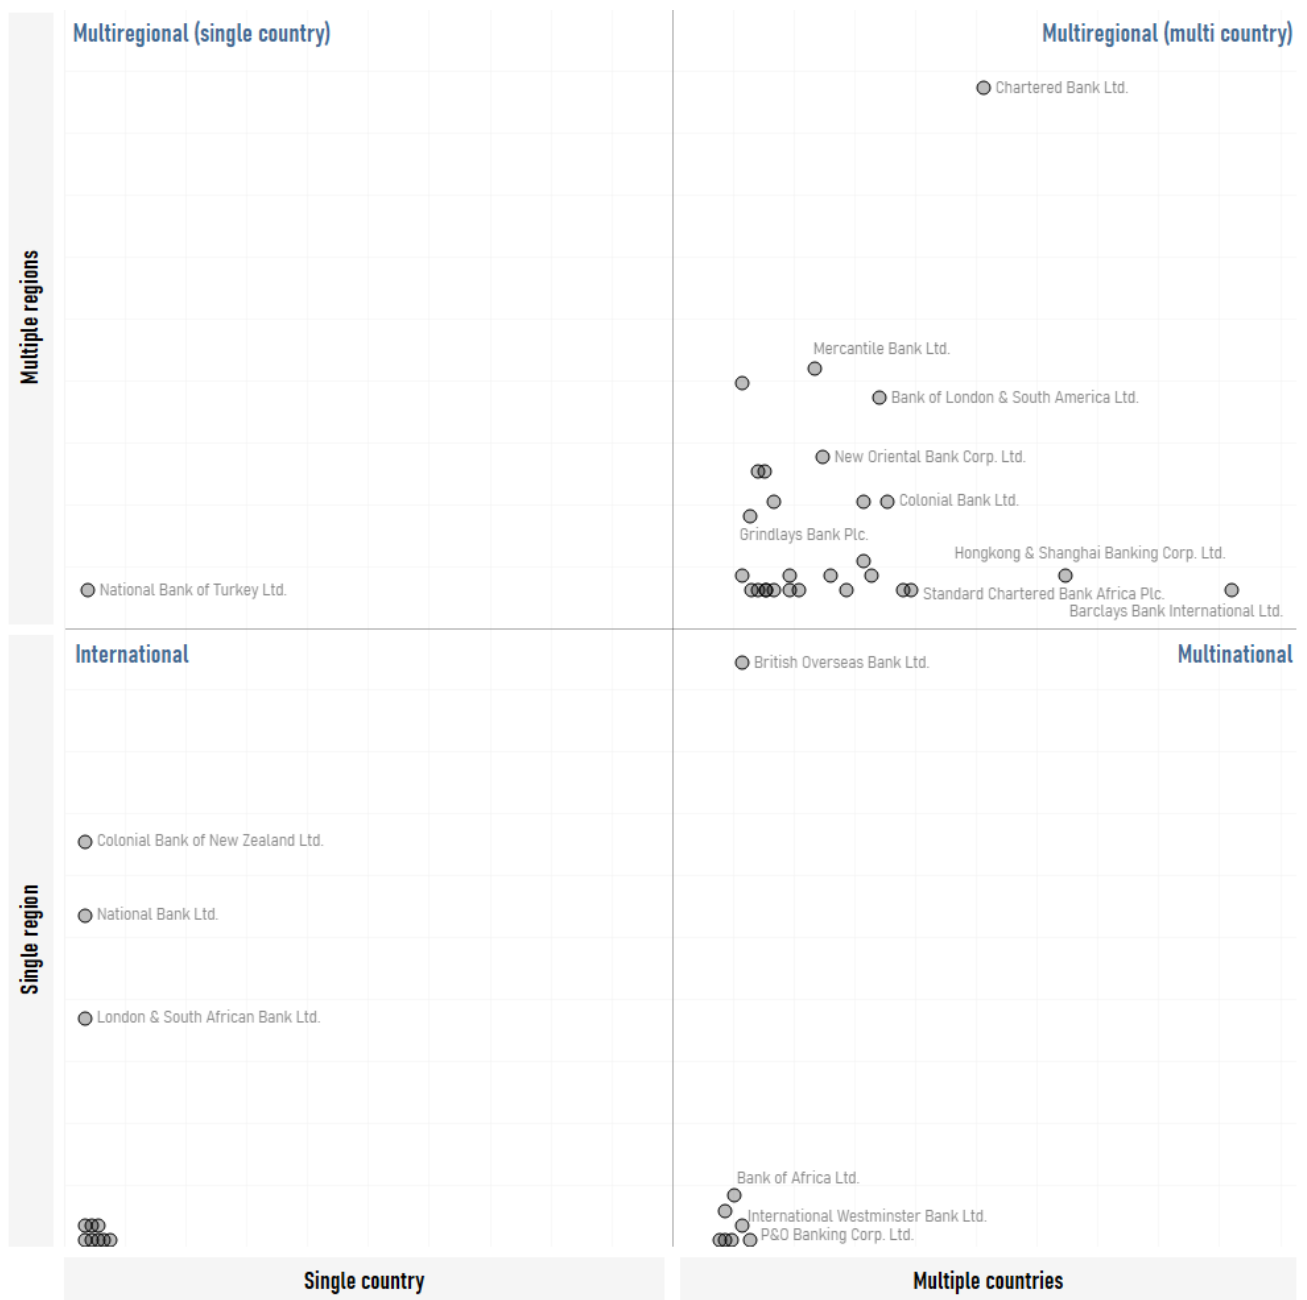 Multiregional (single country)
Multiregional (multi country)
Chartered Bank Ltd.
Multiple regions
Mercantile Bank Ltd.
Bank of London & South America Ltd.
New Oriental Bank Corp. Ltd.
Colonial Bank Ltd.
Grindlays Bank Plc.
Hongkong & Shanghai Banking Corp. Ltd.
National Bank of Turkey Ltd.
Standard Chartered Bank Africa Plc.
Barclays Bank International Ltd.
International
Multinational
British Overseas Bank Ltd.
Colonial Bank of New Zealand Ltd.
National Bank Ltd.
Single region
London & South African Bank Ltd.
Bank of Africa Ltd.
International Westminster Bank Ltd.
P&O Banking Corp. Ltd.
Single country
Multiple countries